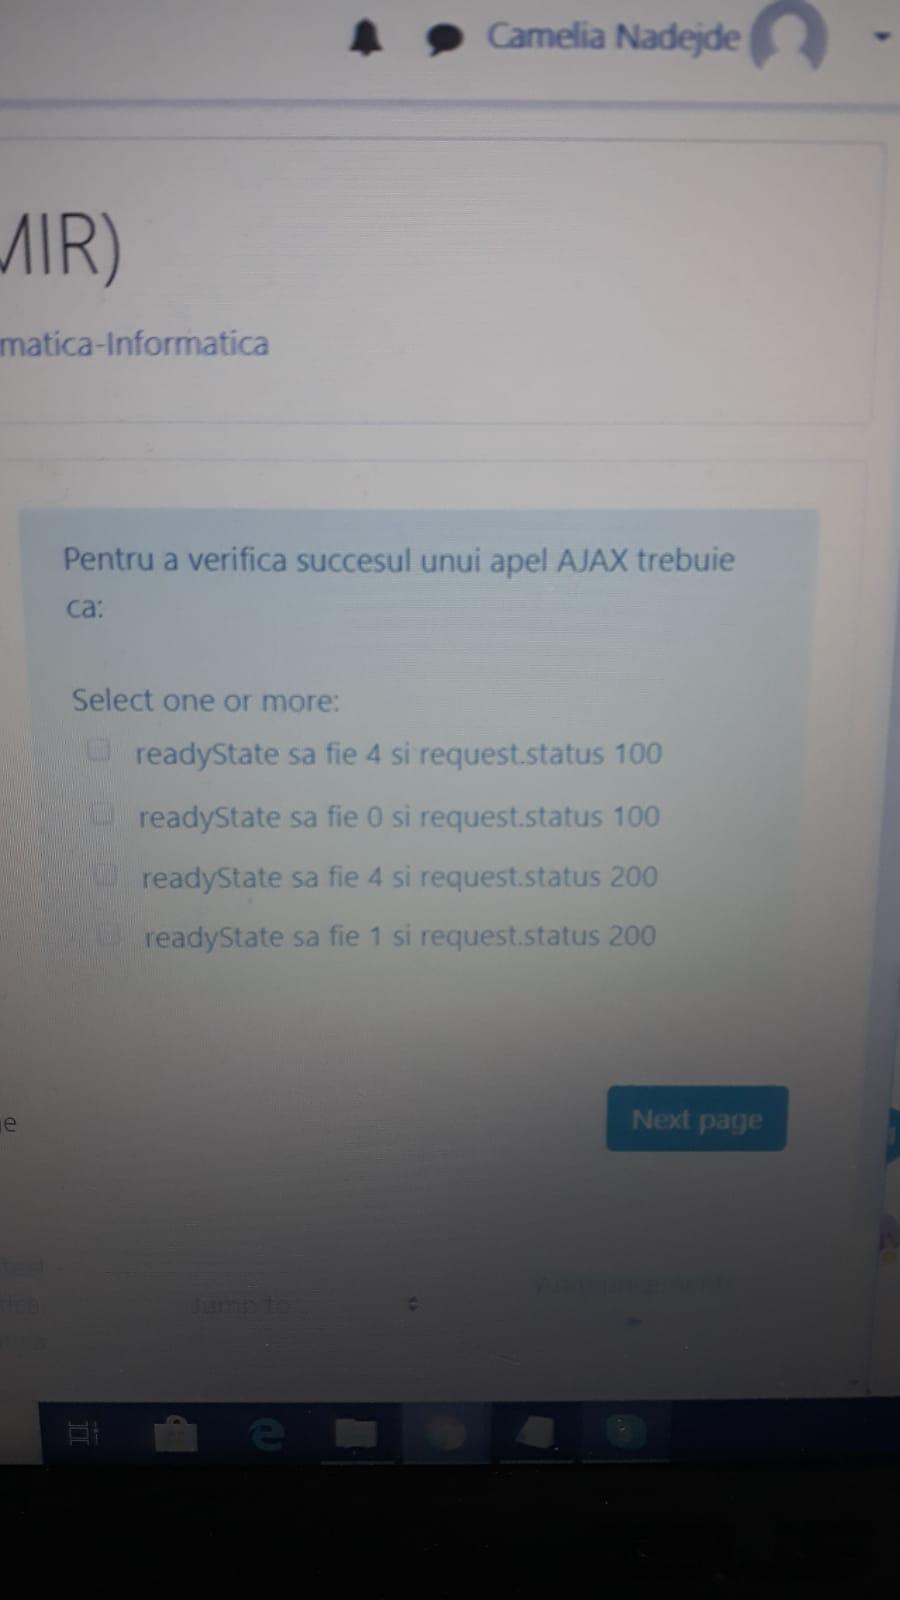 Camelia Nadejde
MIR)
matica-Informatica
Pentru a verifica succesul unui apel AJAX trebuie
ca:
Select one or more:
readyState sa fie 4 si request.status 100
readyState sa fie 0 si request.status 100
readyState sa fie 4 si request.status 200
readyState sa fie 1 si request.status 200
Next page
Jump to